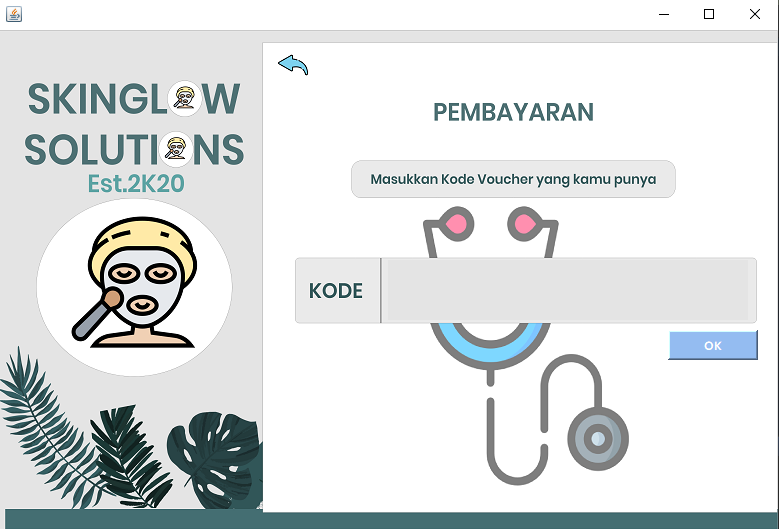 SKINGLOW
SOLUTIONS
Est.2K20
PEMBAYARAN
Masukkan Kode Voucher yang kamu punya
KODE
OK